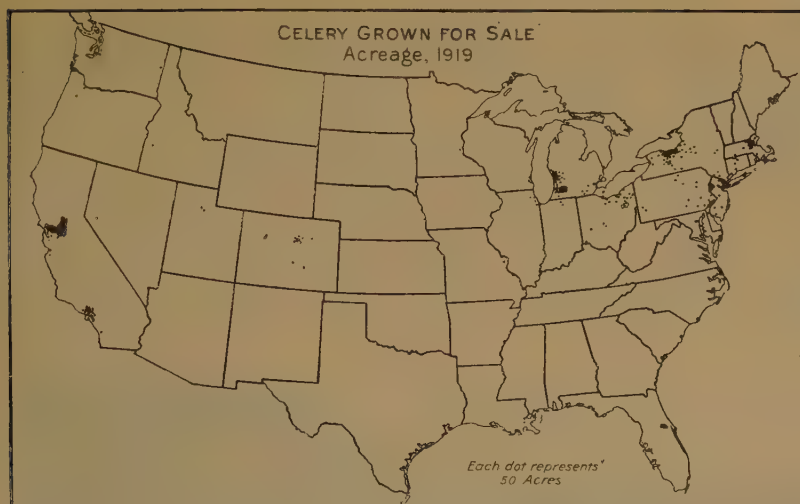 CELERY GROWN FOR SALE
Acreage, 1919
Each dot represents
50 Acres